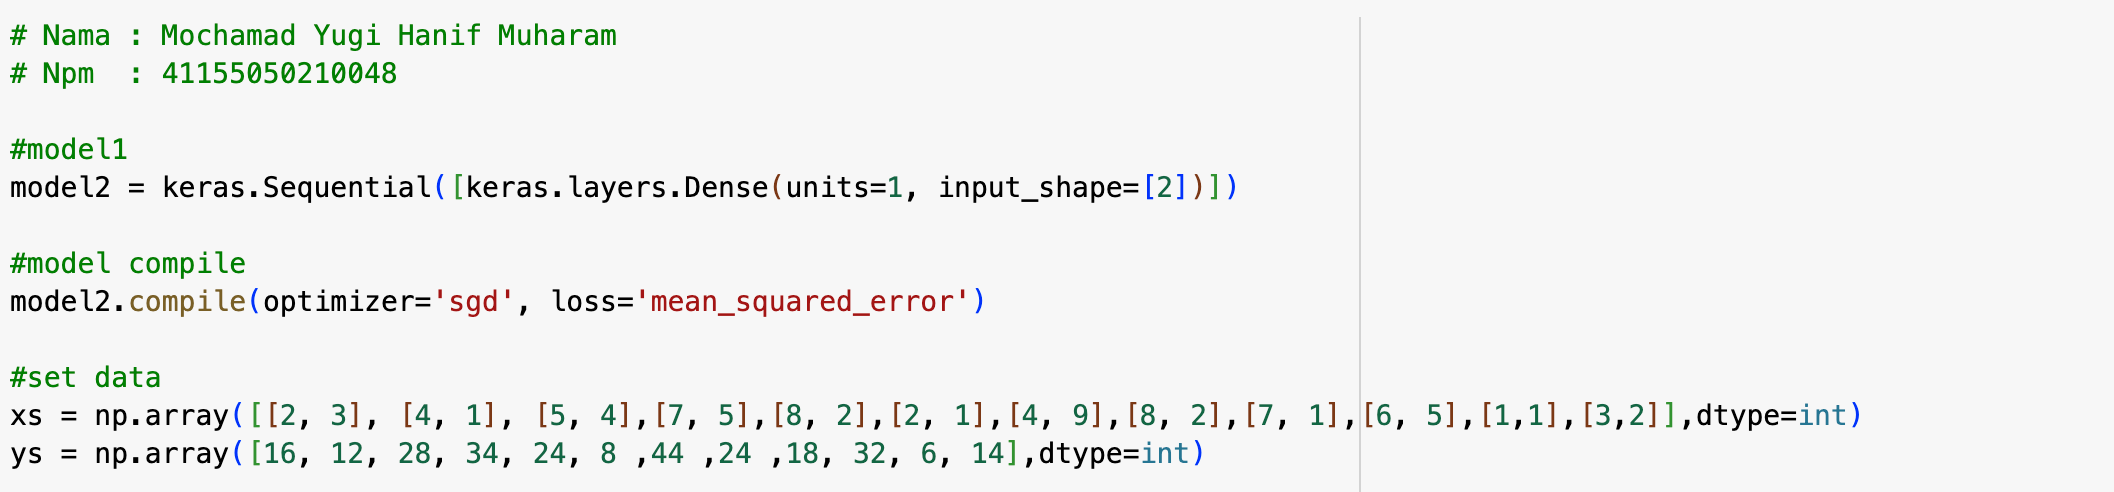 # Nama : Mochamad Yugi Hanif Muharam
# Npm  : 41155050210048
#model1
model2 = keras.Sequential([keras.layers.Dense(units=1, input_shape=[2])])
#model compile
model2.compile(optimizer='sgd', loss='mean_squared_error')
#set data
xs = np.array([[2, 3], [4, 1], [5, 4],[7, 5],[8, 2],[2, 1],[4, 9],[8, 2],[7, 1],[6, 5],[1,1],[3,2]],dtype=int)
ys = np.array([16, 12, 28, 34, 24, 8 ,44 ,24 ,18, 32, 6, 14],dtype=int)